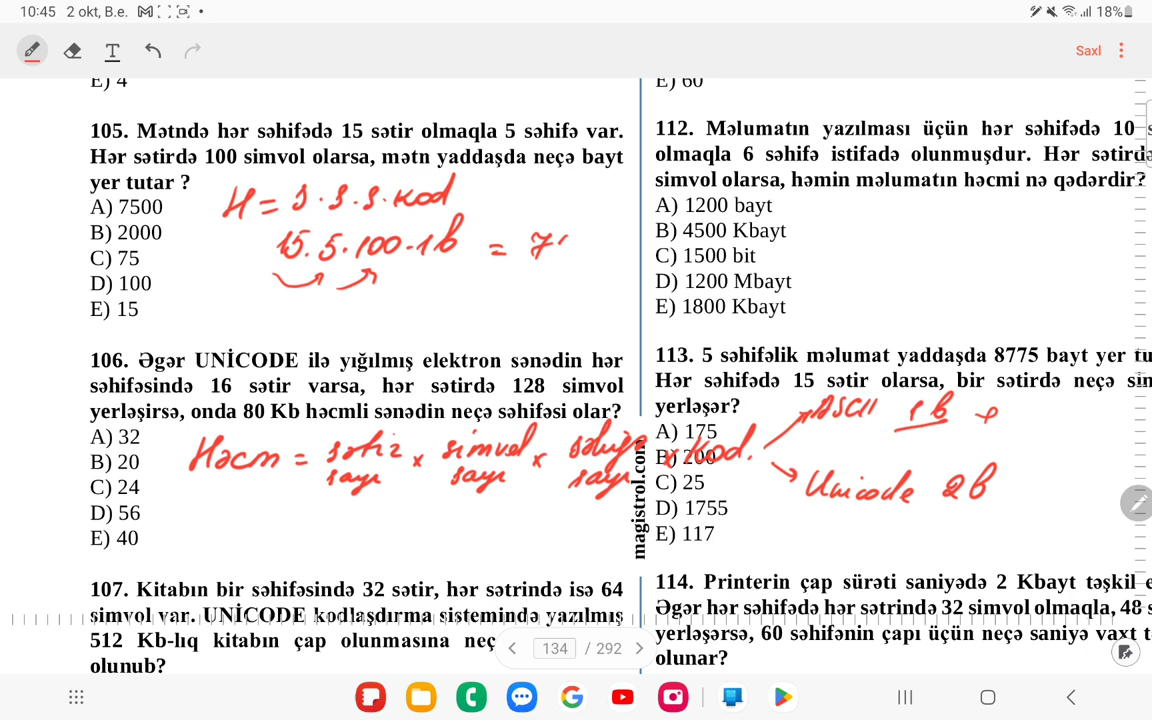 10:45 2 okt, B.e. 18%
Saxl
E) 4
105. Mətndə hər səhifədə 15 sətir olmaqla 5 səhifə var.
Hər sətirdə 100 simvol olarsa, mətn yaddaşda neçə bayt
yer tutar ?
A) 7500
B) 2000
C) 75
D) 100
E) 15
H = s.s.s.kod
15.5.100.1b = 7
106. Əgər UNİCODE ilə yığılmış elektron sənədin hər
səhifəsində 16 sətir varsa, hər sətirdə 128 simvol
yerləşirsə, onda 80 Kb həcmli sənədin neçə səhifəsi olar?
A) 32
B) 20
C) 24
D) 56
E) 40
Həcm = sətir sayı × simvol sayı × səhifə sayı × kod.
107. Kitabın bir səhifəsində 32 sətir, hər sətrində isə 64
simvol var. UNİCODE kodlaşdırma sistemində yazılmış
512 Kb-lıq kitabın çap olunmasına neç
olunub?
magistrol.com
E) 60
112. Məlumatın yazılması üçün hər səhifədə 10 s
olmaqla 6 səhifə istifadə olunmuşdur. Hər sətirdə
simvol olarsa, həmin məlumatın həcmi nə qədərdir?
A) 1200 bayt
B) 4500 Kbayt
C) 1500 bit
D) 1200 Mbayt
E) 1800 Kbayt
113. 5 səhifəlik məlumat yaddaşda 8775 bayt yer tu
Hər səhifədə 15 sətir olarsa, bir sətirdə neçə sim
yerləşər?
ASCII 1b
A) 175
B) 200
C) 25
Unicode 2b
D) 1755
E) 117
114. Printerin çap sürəti saniyədə 2 Kbayt təşkil e
Əgər hər səhifədə hər sətrində 32 simvol olmaqla, 48 s
yerləşərsə, 60 səhifənin çapı üçün neçə saniyə vaxt t
olunar?
134 / 292